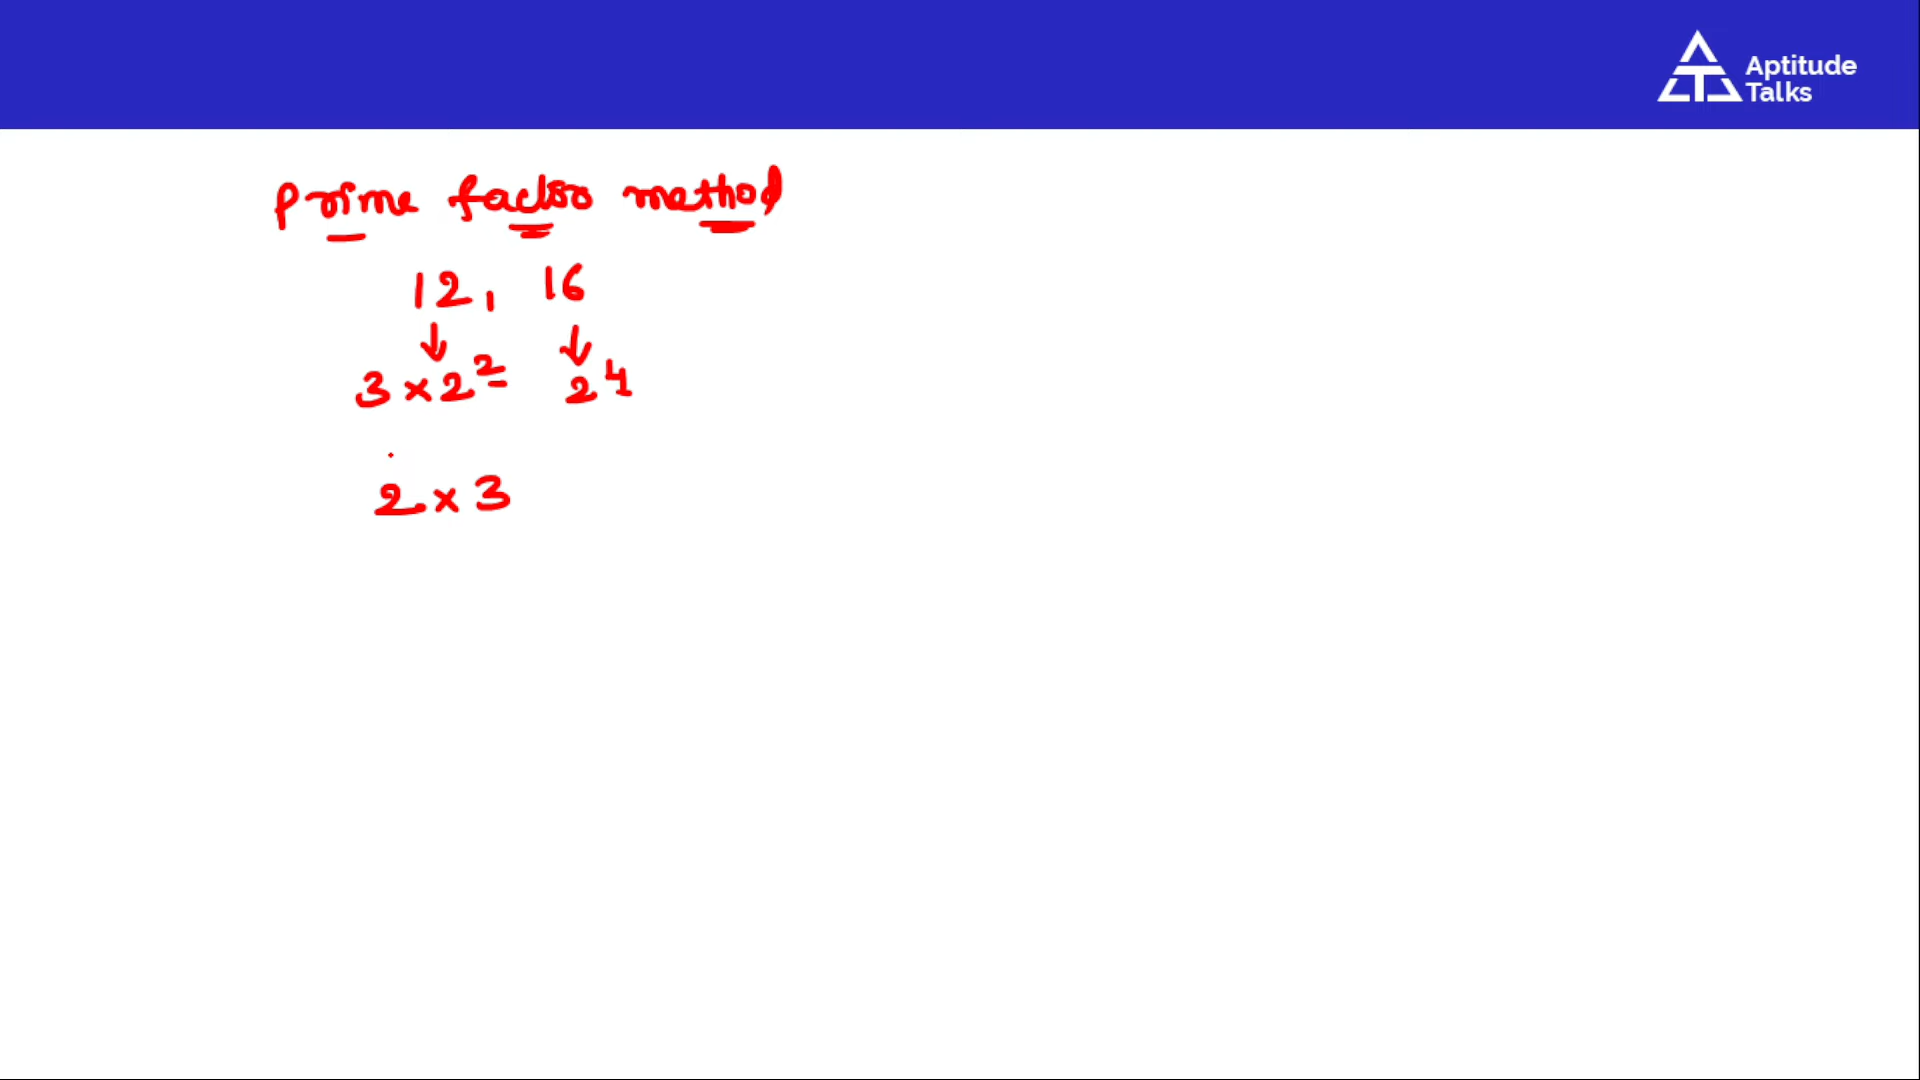 Aptitude
Talks
Prime factor method
12, 16
↓ ↓
3 × 2² 2⁴
2 × 3